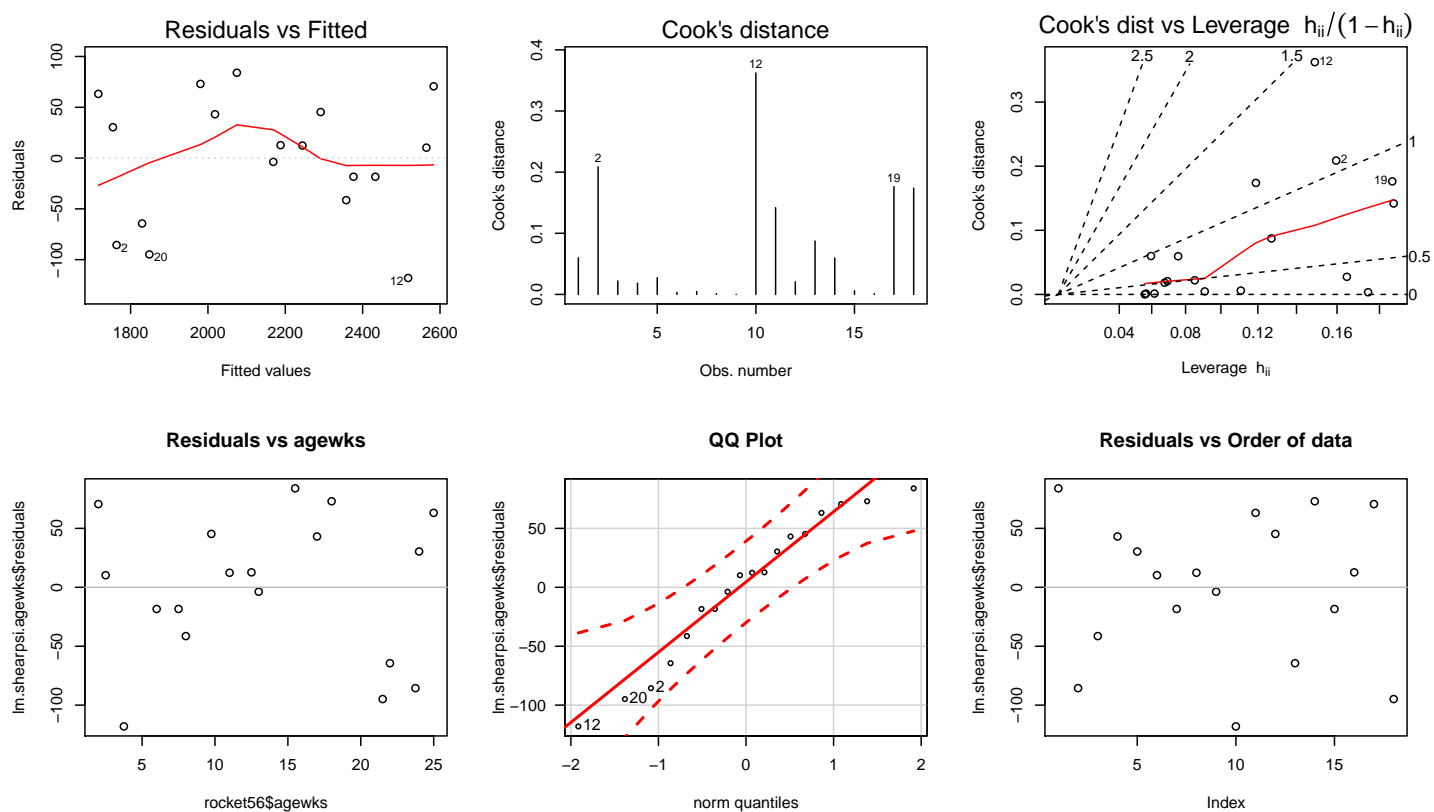 Residuals vs Fitted
100
50
0
−50
−100
Residuals
2
20
12
1800 2000 2200 2400 2600
Fitted values
Cook's distance
0.4
0.3
0.2
0.1
0.0
Cook's distance
2
12
19
5 10 15
Obs. number
Cook's dist vs Leverage hii/(1−hii)
2.5 2 1.5
12
1
2
19
0.5
0
0.3
0.2
0.1
0.0
Cook's distance
0.04 0.08 0.12 0.16
Leverage hii
Residuals vs agewks
50
0
−50
−100
lm.shearpsi.agewks$residuals
5 10 15 20 25
rocket56$agewks
QQ Plot
50
0
−50
−100
lm.shearpsi.agewks$residuals
12
20
2
−2 −1 0 1 2
norm quantiles
Residuals vs Order of data
50
0
−50
−100
lm.shearpsi.agewks$residuals
5 10 15
Index